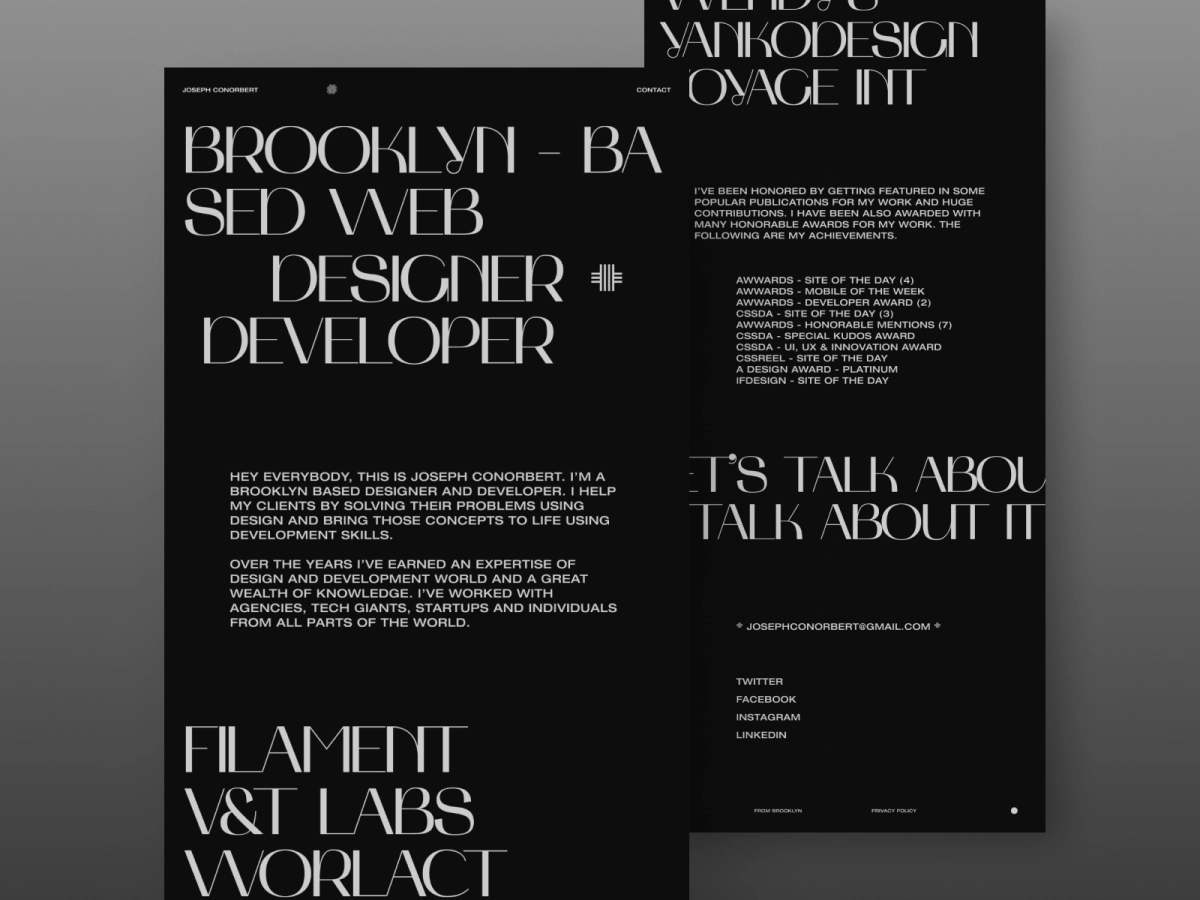 JOSEPH CONORBERT
CONTACT
BROOKLYN – BA
SED WEB
DESIGNER
DEVELOPER
HEY EVERYBODY, THIS IS JOSEPH CONORBERT. I'M A
BROOKLYN BASED DESIGNER AND DEVELOPER. I HELP
MY CLIENTS BY SOLVING THEIR PROBLEMS USING
DESIGN AND BRING THOSE CONCEPTS TO LIFE USING
DEVELOPMENT SKILLS.
OVER THE YEARS I'VE EARNED AN EXPERTISE OF
DESIGN AND DEVELOPMENT WORLD AND A GREAT
WEALTH OF KNOWLEDGE. I'VE WORKED WITH
AGENCIES, TECH GIANTS, STARTUPS AND INDIVIDUALS
FROM ALL PARTS OF THE WORLD.
FILAMENT
V&T LABS
WORLACT
YANKODESIGN
OYAGE INT
I'VE BEEN HONORED BY GETTING FEATURED IN SOME
POPULAR PUBLICATIONS FOR MY WORK AND HUGE
CONTRIBUTIONS. I HAVE BEEN ALSO AWARDED WITH
MANY HONORABLE AWARDS FOR MY WORK. THE
FOLLOWING ARE MY ACHIEVEMENTS.
AWWARDS - SITE OF THE DAY (4)
AWWARDS - MOBILE OF THE WEEK
AWWARDS - DEVELOPER AWARD (2)
CSSDA - SITE OF THE DAY (3)
AWWARDS - HONORABLE MENTIONS (7)
CSSDA - SPECIAL KUDOS AWARD
CSSDA - UI, UX & INNOVATION AWARD
CSSREEL - SITE OF THE DAY
A DESIGN AWARD - PLATINUM
IFDESIGN - SITE OF THE DAY
ET'S TALK ABOU
TALK ABOUT IT
JOSEPHCONORBERT@GMAIL.COM
TWITTER
FACEBOOK
INSTAGRAM
LINKEDIN
FROM BROOKLYN
PRIVACY POLICY